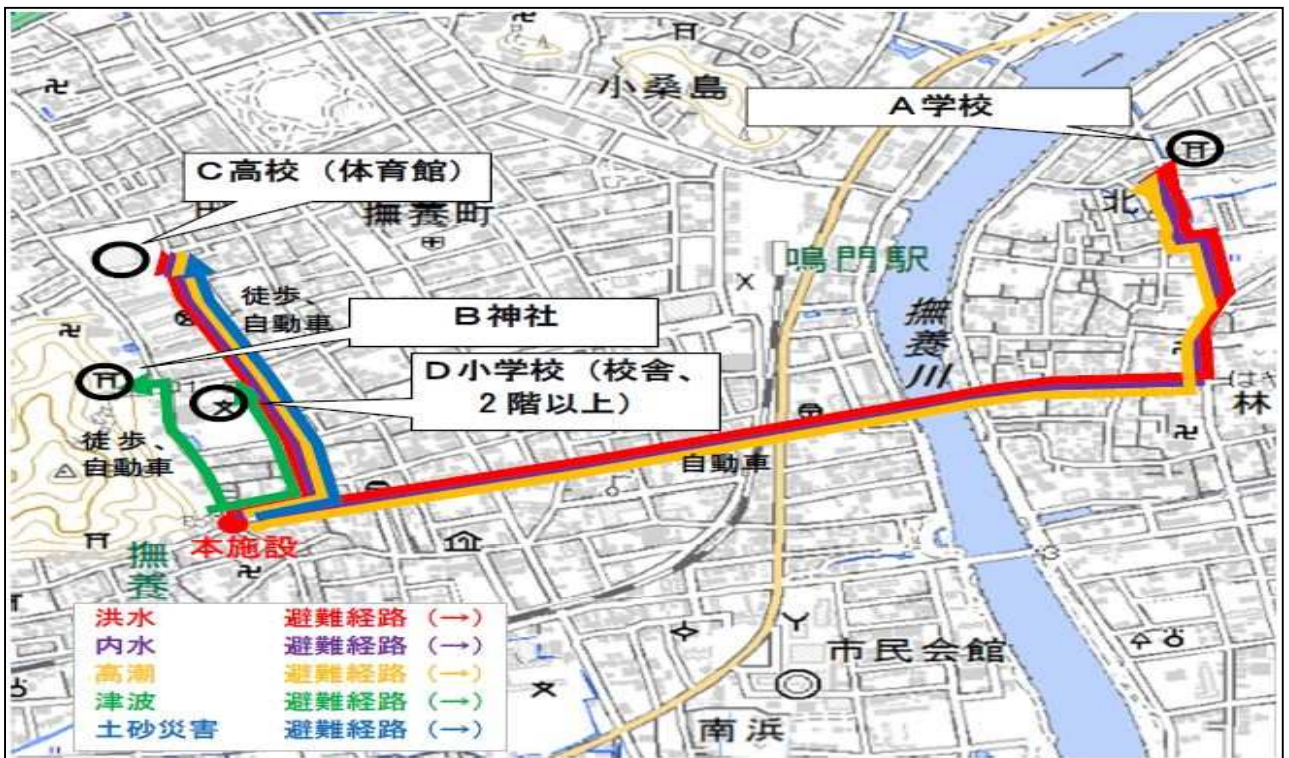 小桑島
A学校
C高校（体育館）
撫養町
北
鳴門駅
徒歩、
自動車
B神社
撫養川
D小学校（校舎、
２階以上）
林
徒歩、
自動車
自動車
本施設
撫養
洪水　避難経路（→）
内水　避難経路（→）
高潮　避難経路（→）
津波　避難経路（→）
土砂災害　避難経路（→）
市民会館
南浜